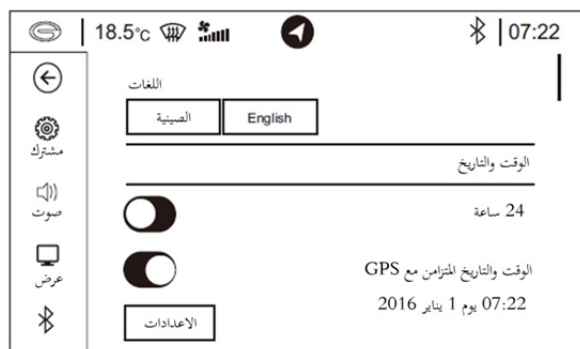 18.5°c
07:22
اللغات
الصينية
English
مشترك
الوقت والتاريخ
صوت
24 ساعة
عرض
الوقت والتاريخ المتزامن مع GPS
07:22 يوم 1 يناير 2016
الاعدادات